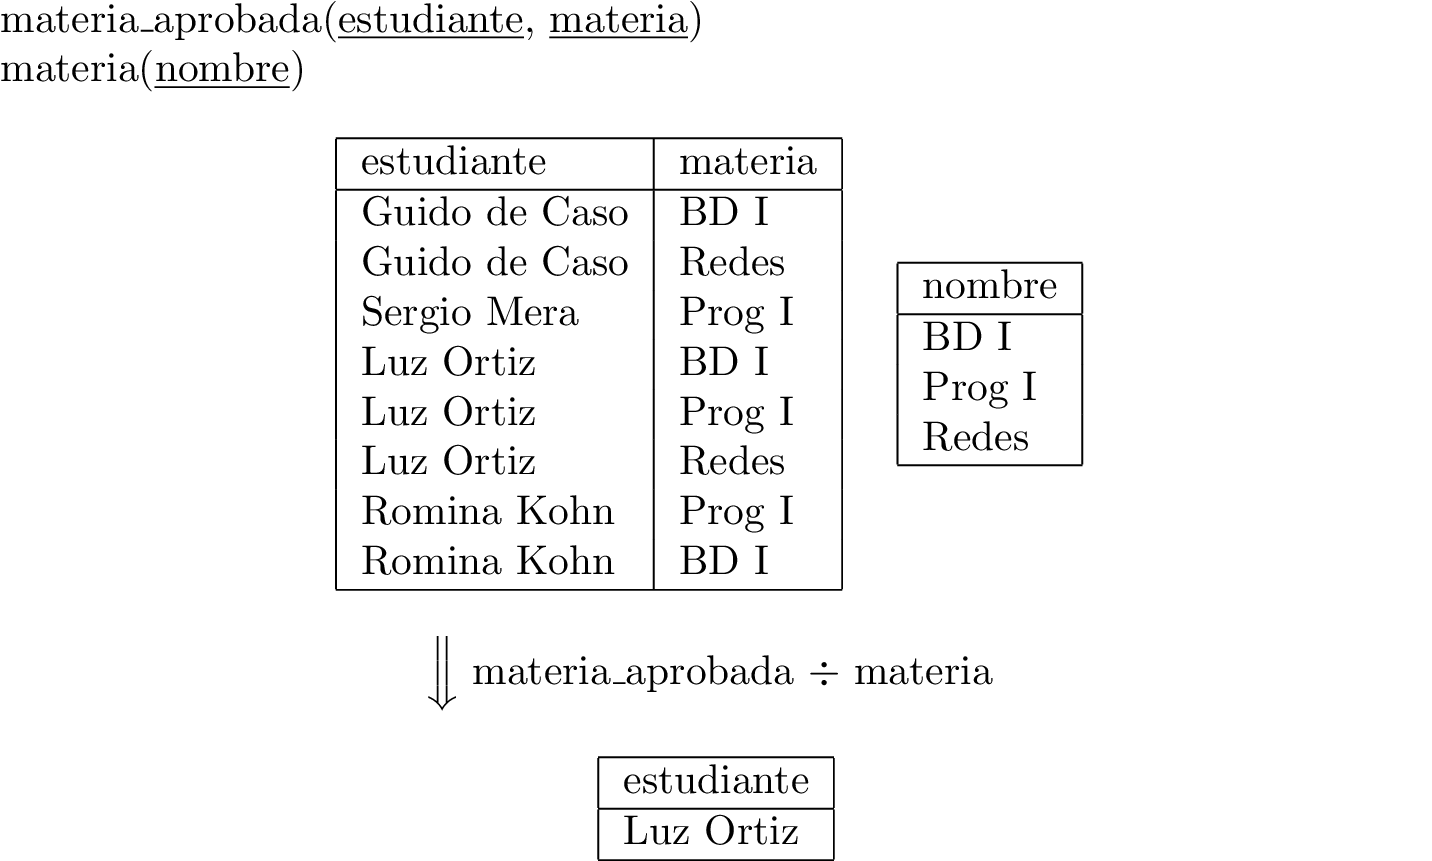 materia_aprobada(estudiante, materia)
materia(nombre)
estudiante materia
Guido de Caso BD I
Guido de Caso Redes
Sergio Mera Prog I
Luz Ortiz BD I
Luz Ortiz Prog I
Luz Ortiz Redes
Romina Kohn Prog I
Romina Kohn BD I
nombre
BD I
Prog I
Redes
⇓ materia_aprobada ÷ materia
estudiante
Luz Ortiz